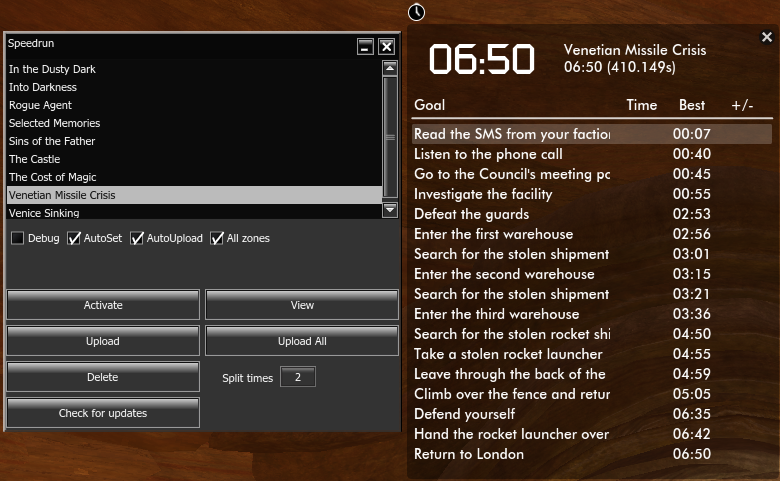 Speedrun
In the Dusty Dark
Into Darkness
Rogue Agent
Selected Memories
Sins of the Father
The Castle
The Cost of Magic
Venetian Missile Crisis
Venice Sinking
Debug AutoSet AutoUpload All zones
Activate View
Upload Upload All
Delete Split times 2
Check for updates
06:50
Venetian Missile Crisis
06:50 (410.149s)
Goal Time Best +/-
Read the SMS from your faction 00:07
Listen to the phone call 00:40
Go to the Council's meeting po 00:45
Investigate the facility 00:55
Defeat the guards 02:53
Enter the first warehouse 02:56
Search for the stolen shipment 03:01
Enter the second warehouse 03:15
Search for the stolen shipment 03:21
Enter the third warehouse 03:36
Search for the stolen rocket shi 04:50
Take a stolen rocket launcher 04:55
Leave through the back of the 04:59
Climb over the fence and retur 05:05
Defend yourself 06:35
Hand the rocket launcher over 06:42
Return to London 06:50